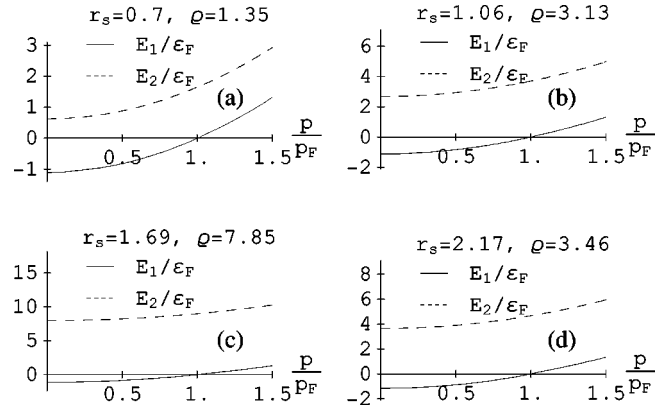 r_s=0.7, ϱ=1.35
3
2
1
0
-1
E_1/ε_F
E_2/ε_F
(a)
0.5
1.
1.5
p
p_F
r_s=1.06, ϱ=3.13
6
4
2
0
-2
E_1/ε_F
E_2/ε_F
(b)
0.5
1.
1.5
p
p_F
r_s=1.69, ϱ=7.85
15
10
5
0
E_1/ε_F
E_2/ε_F
(c)
0.5
1.
1.5
p
p_F
r_s=2.17, ϱ=3.46
8
6
4
2
0
-2
E_1/ε_F
E_2/ε_F
(d)
0.5
1.
1.5
p
p_F